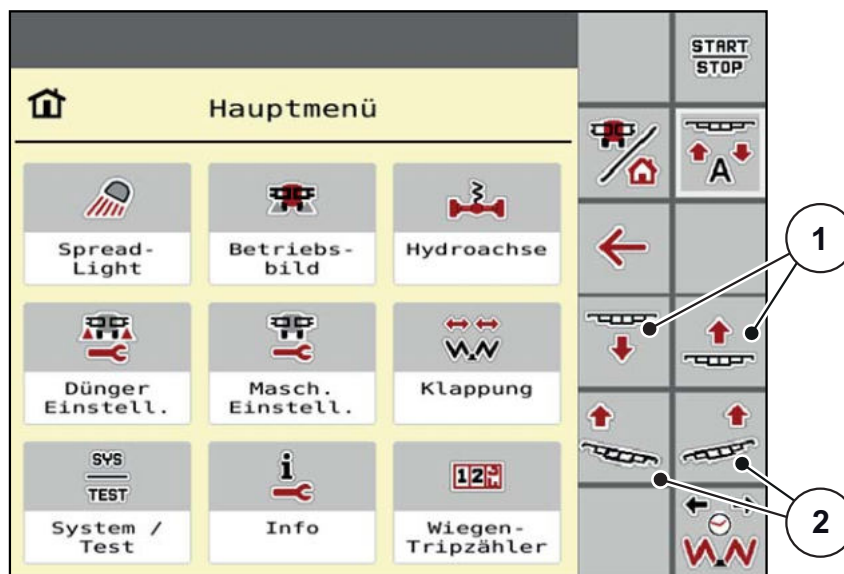 START
STOP
Hauptmenü
A
Spread-
Light
Betriebs-
bild
Hydroachse
1
Dünger
Einstell.
Masch.
Einstell.
Klappung
SYS
TEST
System /
Test
i
Info
123
Wiegen-
Tripzähler
2